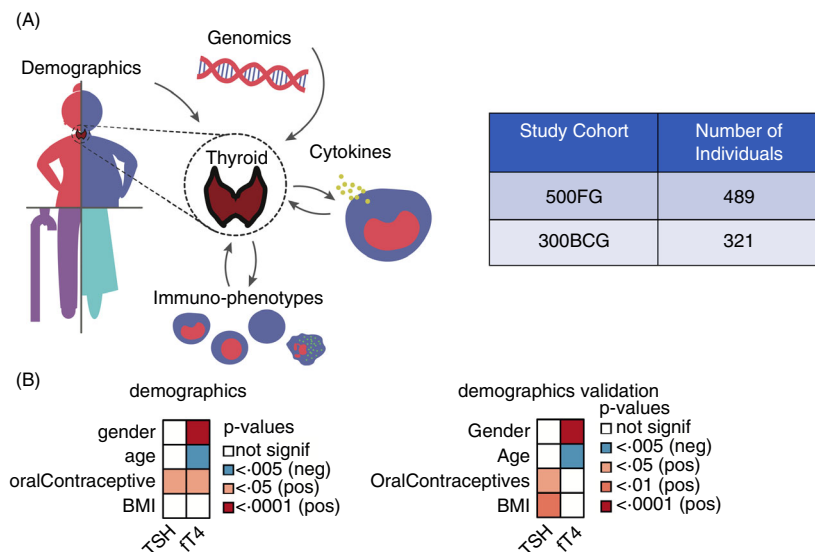 (A)
Genomics
Demographics
Thyroid
Cytokines
Immuno-phenotypes
Study Cohort
Number of
Individuals
500FG
489
300BCG
321
(B)
demographics
gender
age
oralContraceptive
BMI
TSH
fT4
p-values
not signif
<·005 (neg)
<·05 (pos)
<·0001 (pos)
demographics validation
Gender
Age
OralContraceptives
BMI
TSH
fT4
p-values
not signif
<·005 (neg)
<·05 (pos)
<·01 (pos)
<·0001 (pos)